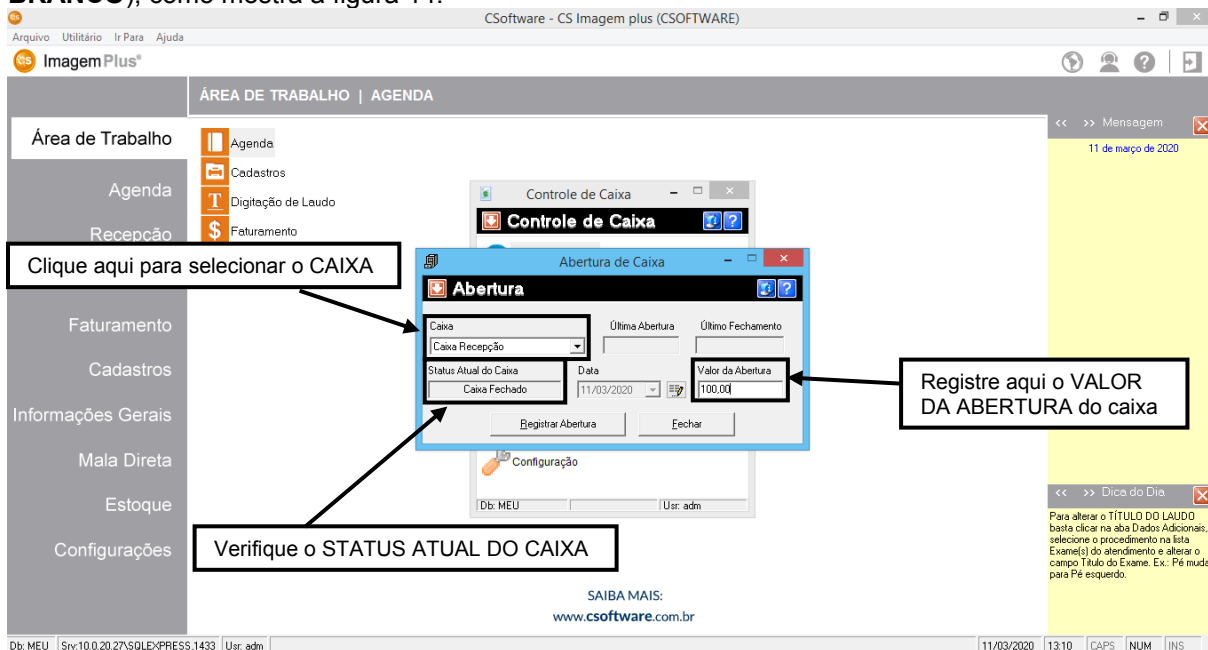 BRANCO), como mostra a figura 44.
CSoftware - CS Imagem plus (CSOFTWARE)
Arquivo Utilitário Ir Para Ajuda
CS Imagem Plus®
ÁREA DE TRABALHO | AGENDA
<< >> Mensagem
11 de março de 2020
Área de Trabalho
Agenda
Recepção
Faturamento
Cadastros
Informações Gerais
Mala Direta
Estoque
Configurações
Agenda
Cadastros
Digitação de Laudo
Faturamento
Controle de Caixa
Controle de Caixa
Clique aqui para selecionar o CAIXA
Abertura de Caixa
Abertura
Caixa
Última Abertura
Último Fechamento
Caixa Recepção
Status Atual do Caixa
Data
Valor da Abertura
Caixa Fechado
11/03/2020
100,00
Registrar Abertura
Fechar
Registre aqui o VALOR
DA ABERTURA do caixa
Configuração
Db: MEU
Usr: adm
Verifique o STATUS ATUAL DO CAIXA
<< >> Dica do Dia
Para alterar o TÍTULO DO LAUDO
basta clicar na aba Dados Adicionais,
selecione o procedimento na lista
Exame(s) do atendimento e alterar o
campo Titulo do Exame. Ex.: Pé muda
para Pé esquerdo.
SAIBA MAIS:
www.csoftware.com.br
Db: MEU Srv:10.0.20.27\SQLEXPRESS,1433 Usr: adm 11/03/2020 13:10 CAPS NUM INS